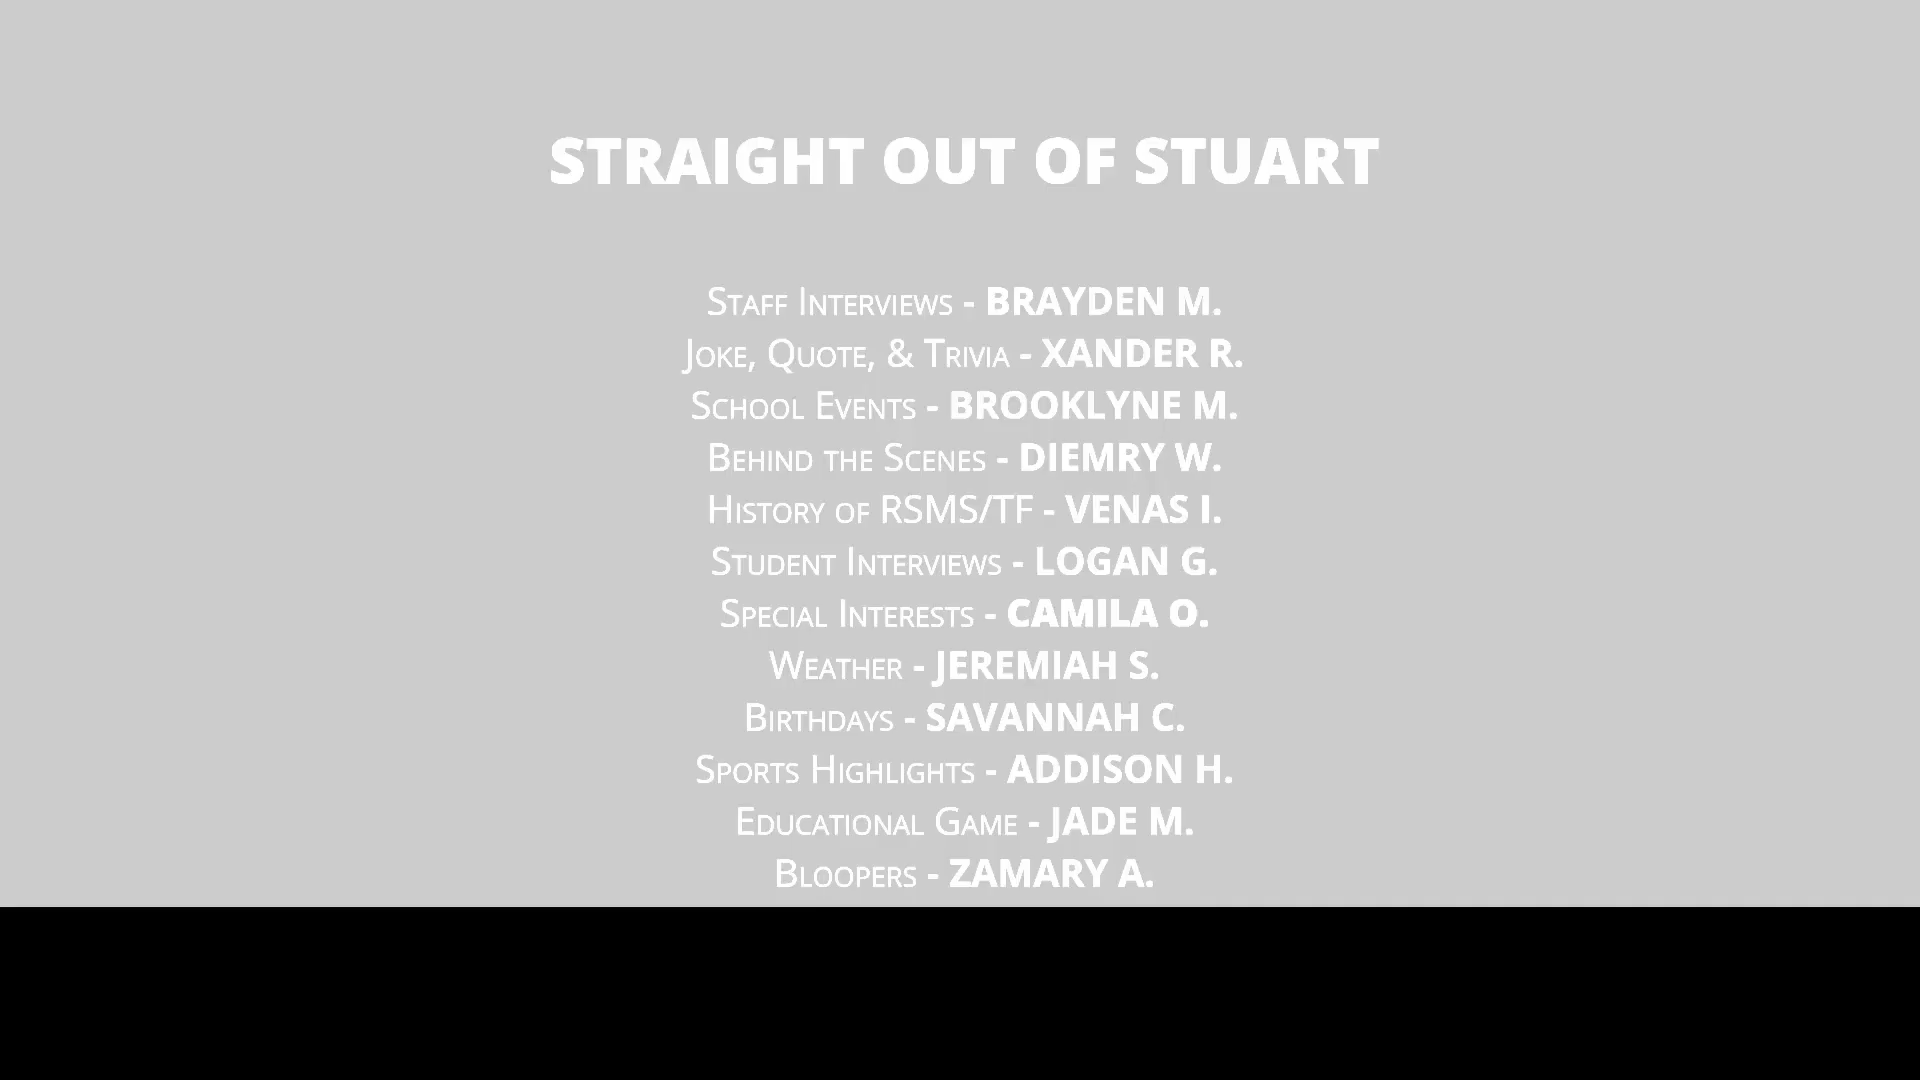 STRAIGHT OUT OF STUART
Staff Interviews - BRAYDEN M.
Joke, Quote, & Trivia - XANDER R.
School Events - BROOKLYNE M.
Behind the Scenes - DIEMRY W.
History of RSMS/TF - VENAS I.
Student Interviews - LOGAN G.
Special Interests - CAMILA O.
Weather - JEREMIAH S.
Birthdays - SAVANNAH C.
Sports Highlights - ADDISON H.
Educational Game - JADE M.
Bloopers - ZAMARY A.